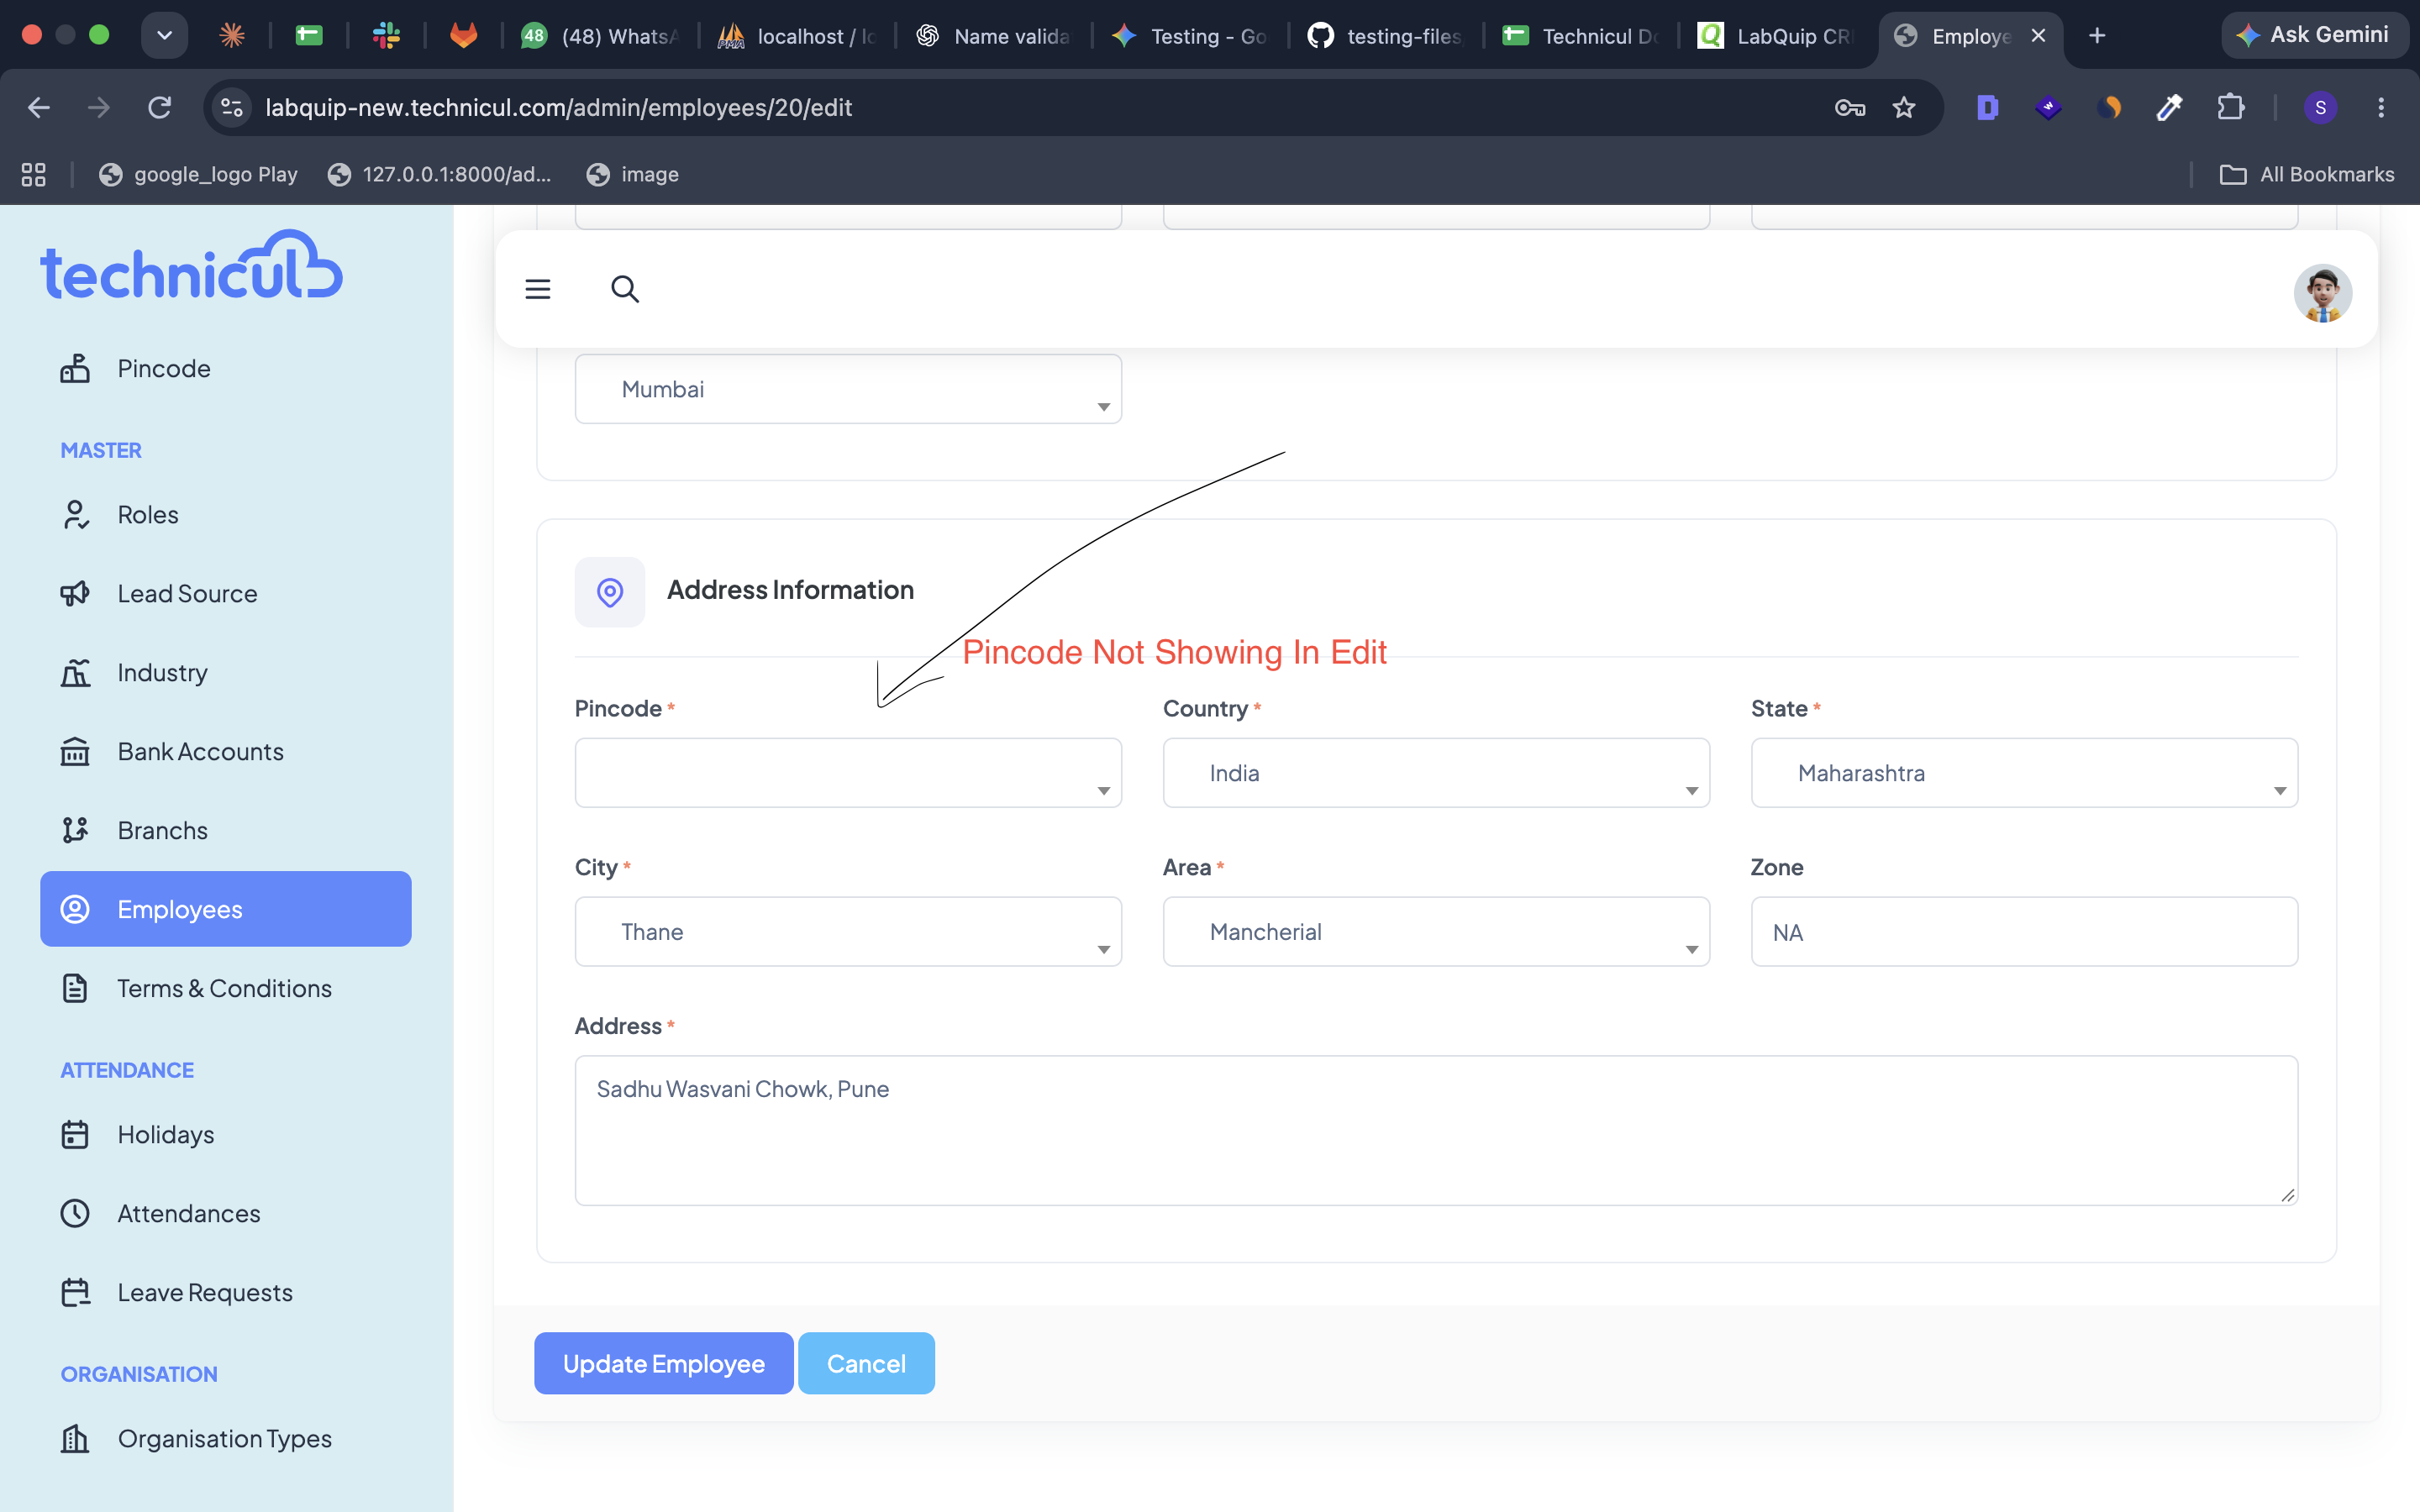 48 (48) WhatsA
localhost / lo
Name valida
Testing - Go
testing-files
Technicul Do
LabQuip CR
Employe
Ask Gemini
labquip-new.technicul.com/admin/employees/20/edit
S
google_logo Play
127.0.0.1:8000/ad...
image
All Bookmarks
technicul
Pincode
MASTER
Roles
Lead Source
Industry
Bank Accounts
Branchs
Employees
Terms & Conditions
ATTENDANCE
Holidays
Attendances
Leave Requests
ORGANISATION
Organisation Types
Mumbai
Address Information
Pincode Not Showing In Edit
Pincode *
Country *
State *
India
Maharashtra
City *
Area *
Zone
Thane
Mancherial
NA
Address *
Sadhu Wasvani Chowk, Pune
Update Employee
Cancel